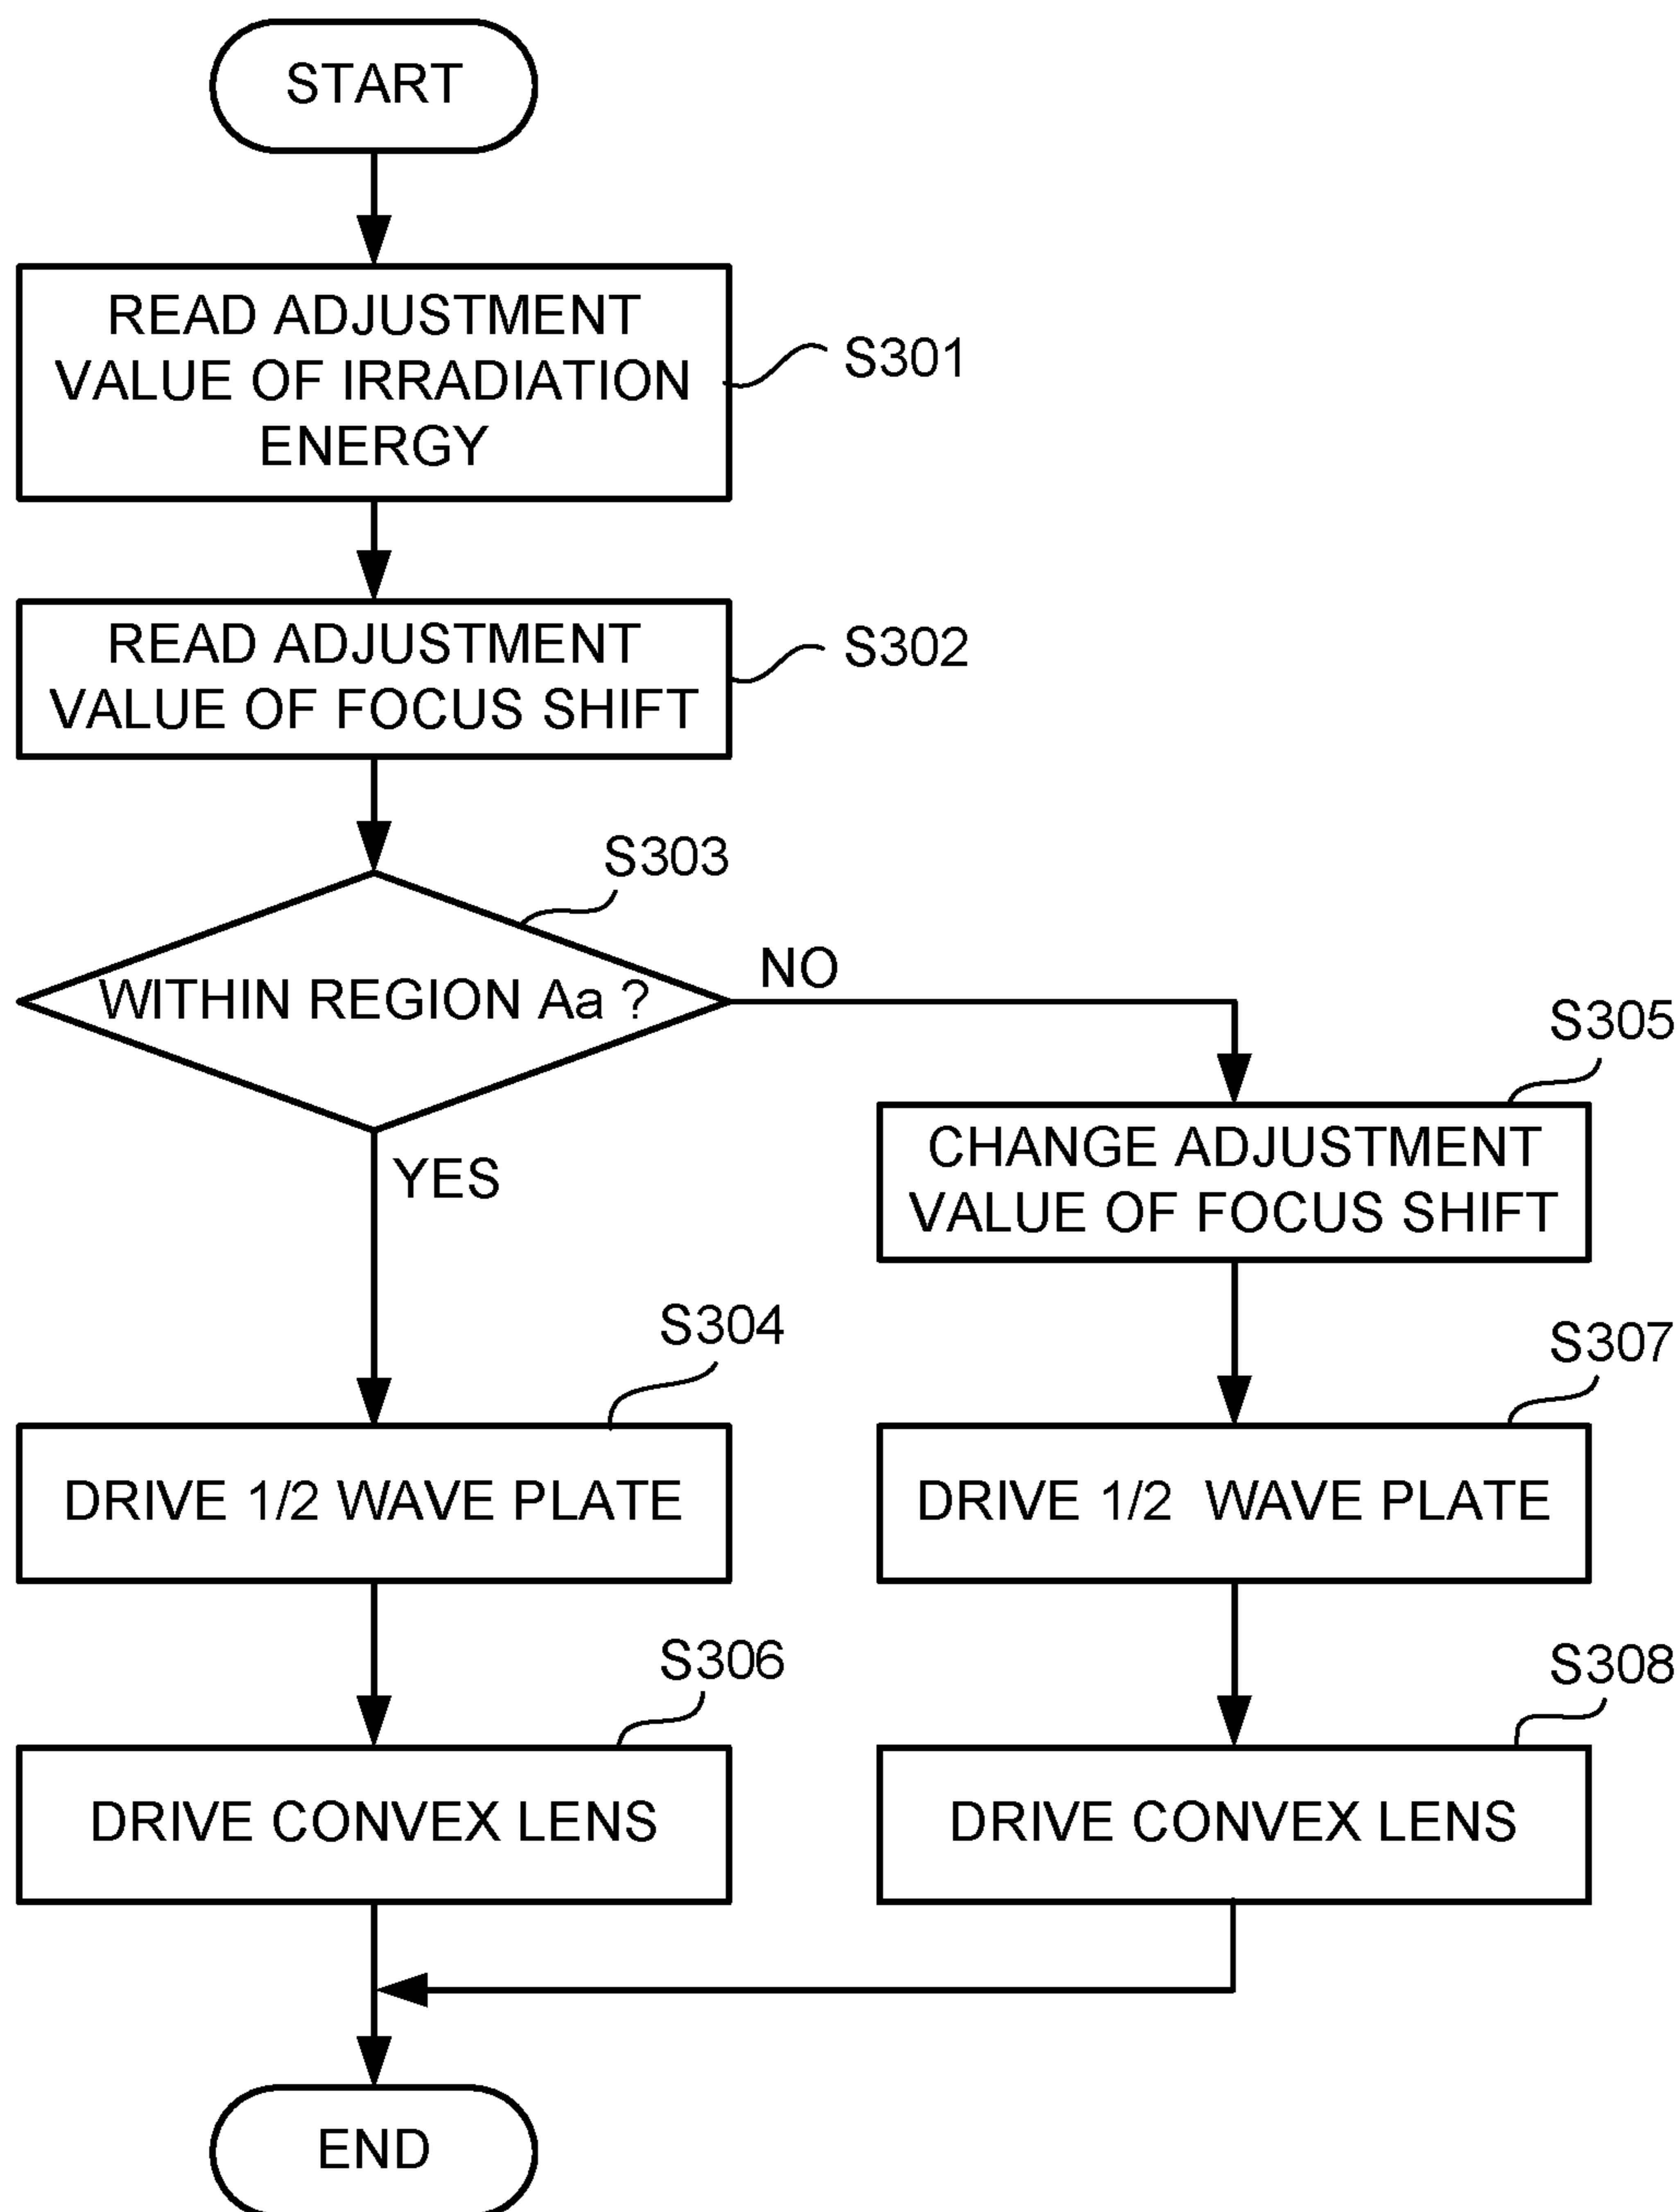 START
READ ADJUSTMENT
VALUE OF IRRADIATION
ENERGY
S301
READ ADJUSTMENT
VALUE OF FOCUS SHIFT
S302
S303
WITHIN REGION Aa ?
NO
YES
S305
CHANGE ADJUSTMENT
VALUE OF FOCUS SHIFT
S304
DRIVE 1/2 WAVE PLATE
S307
DRIVE 1/2 WAVE PLATE
S306
DRIVE CONVEX LENS
S308
DRIVE CONVEX LENS
END